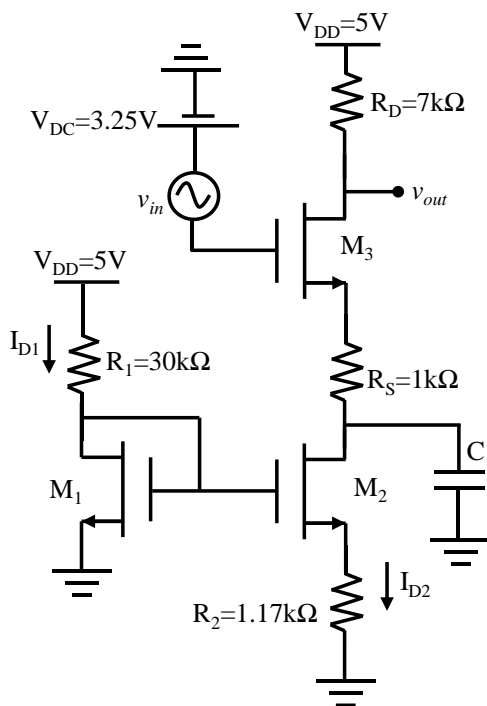 V_DD=5V
R_D=7kΩ
V_DC=3.25V
v_in
v_out
M_3
V_DD=5V
I_D1
R_1=30kΩ
R_S=1kΩ
C
M_1
M_2
I_D2
R_2=1.17kΩ